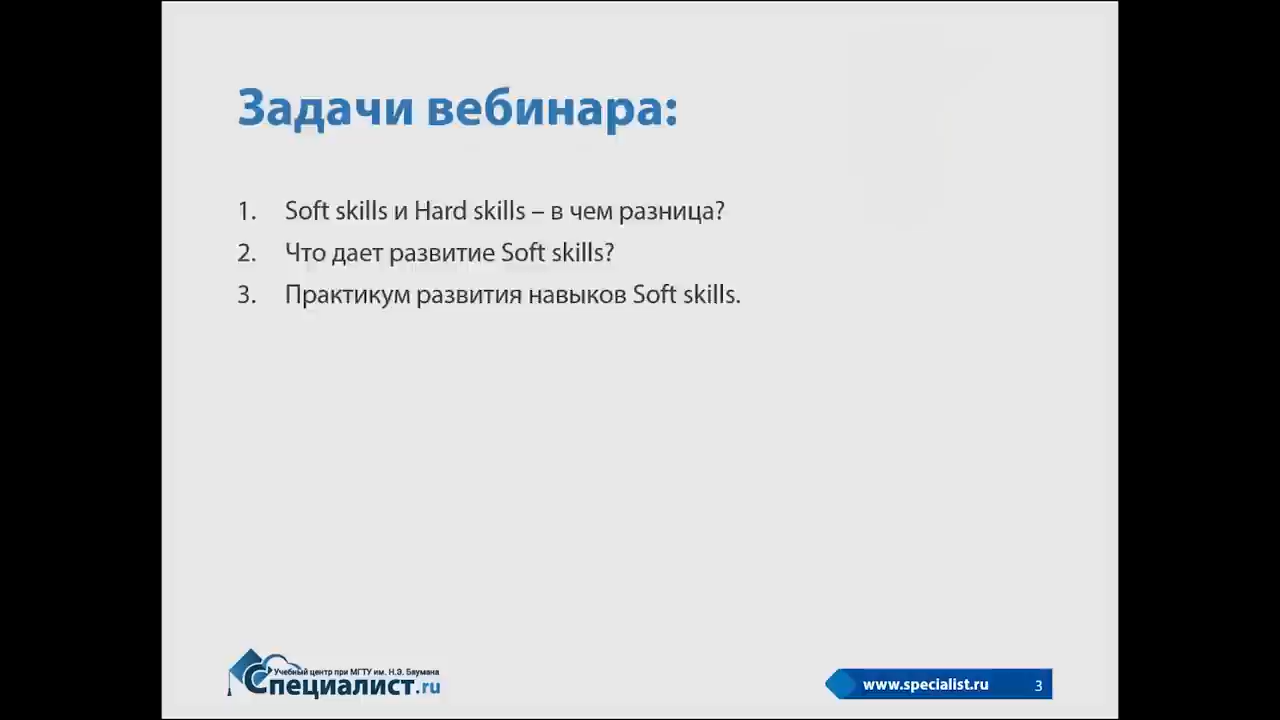 Задачи вебинара:
1. Soft skills и Hard skills – в чем разница?
2. Что дает развитие Soft skills?
3. Практикум развития навыков Soft skills.
Учебный центр при МГТУ им. Н.Э. Баумана
Специалист.ru
www.specialist.ru 3